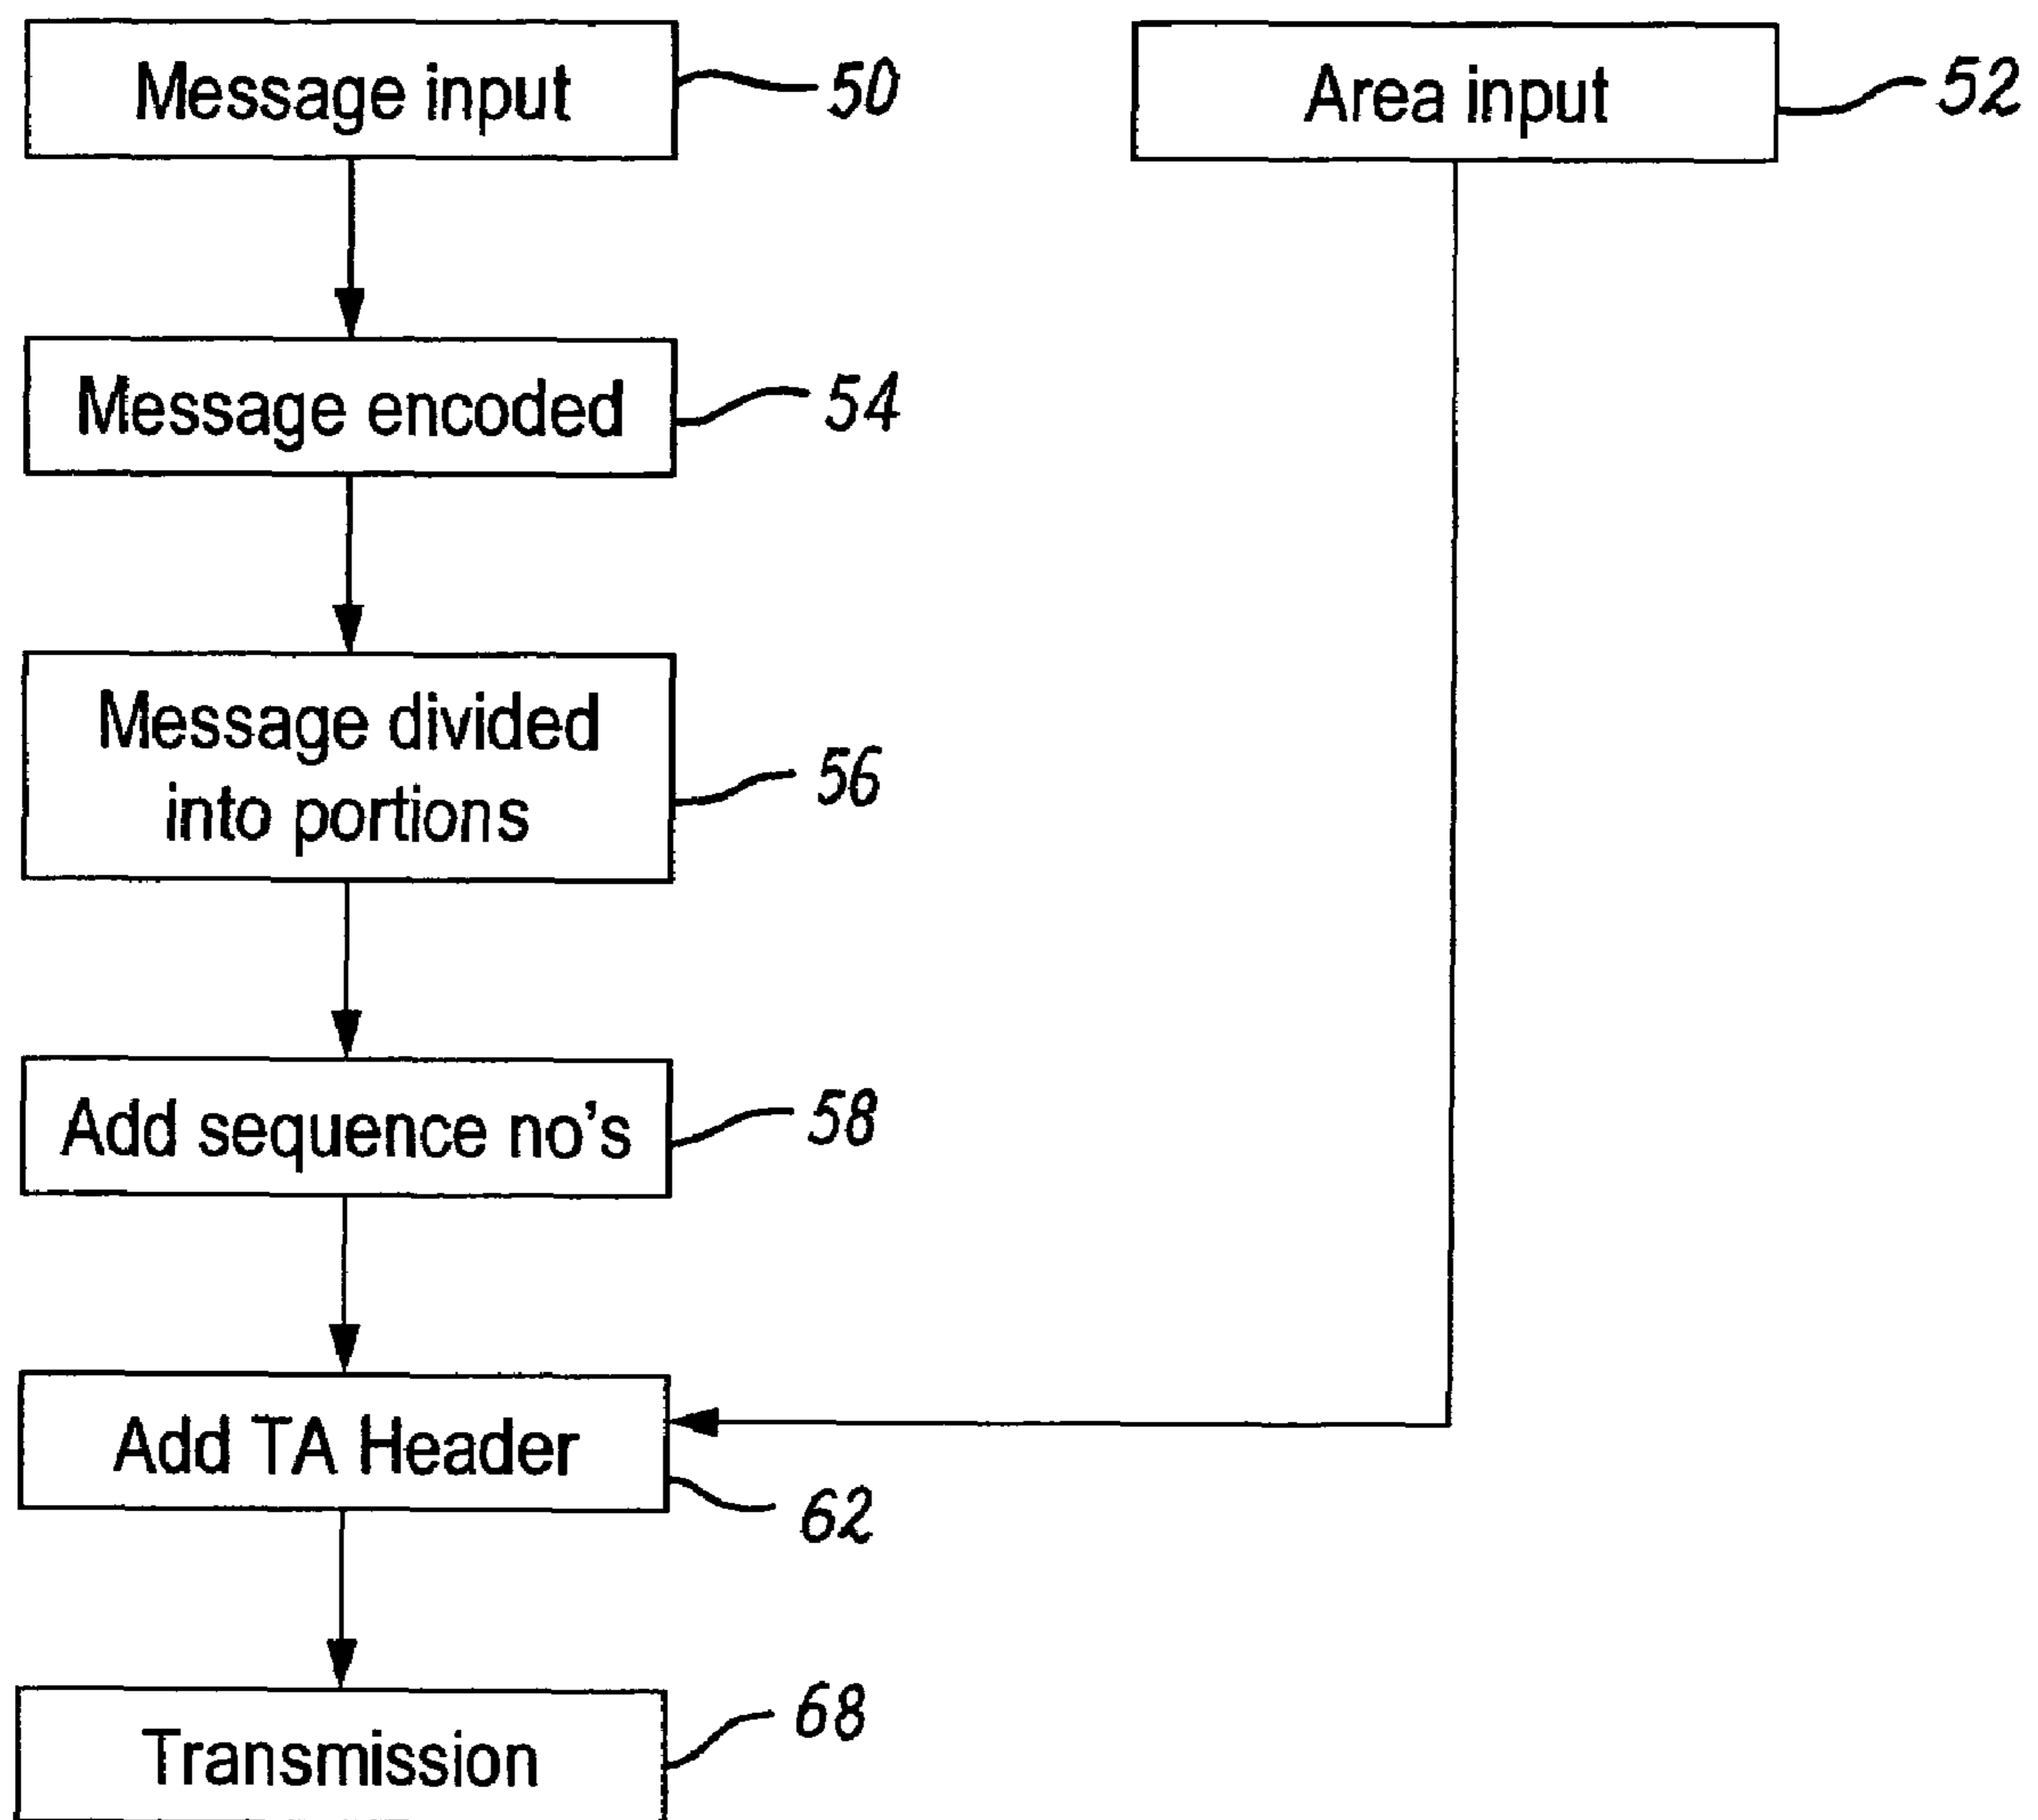 Message input
50
Area input
52
Message encoded
54
Message divided
into portions
56
Add sequence no's
58
Add TA Header
62
Transmission
68